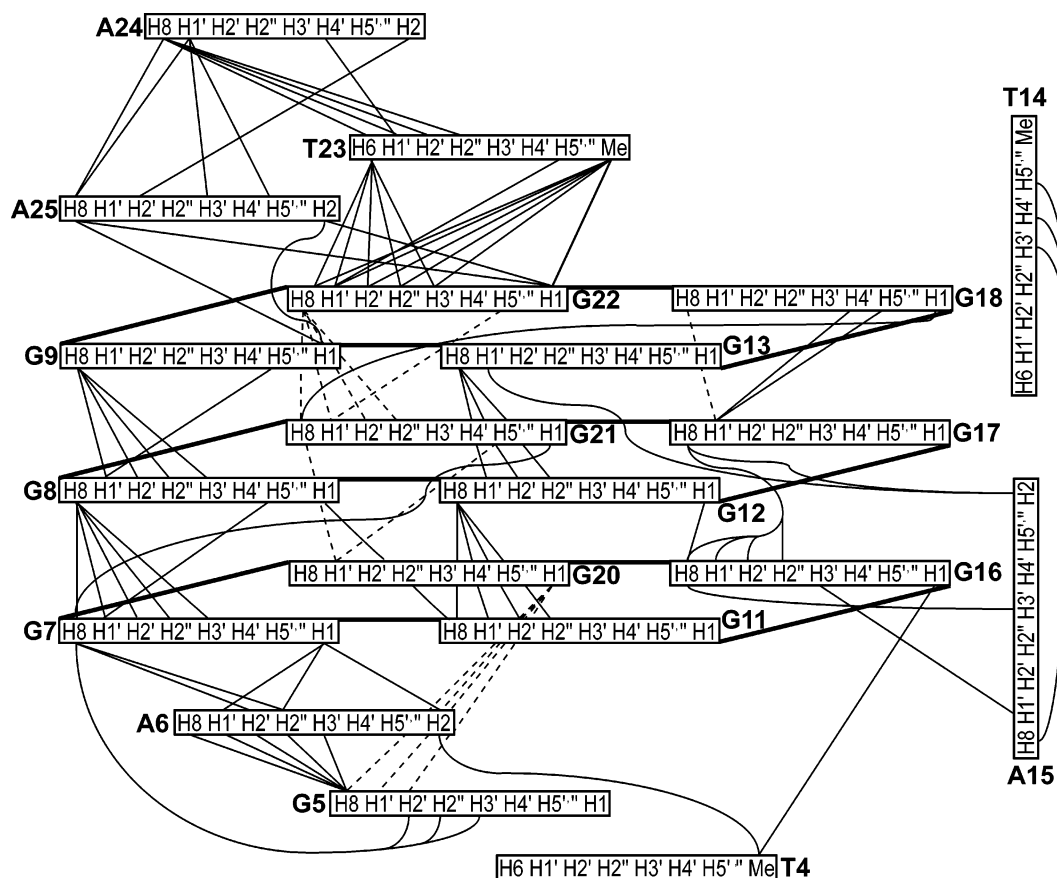 A24 H8 H1' H2' H2" H3' H4' H5'·" H2
T14
T23 H6 H1' H2' H2" H3' H4' H5'·" Me
H6 H1' H2' H2" H3' H4' H5'·" Me
A25 H8 H1' H2' H2" H3' H4' H5'·" H2
H8 H1' H2' H2" H3' H4' H5'·" H1 G22
H8 H1' H2' H2" H3' H4' H5'·" H1 G18
G9 H8 H1' H2' H2" H3' H4' H5'·" H1
H8 H1' H2' H2" H3' H4' H5'·" H1 G13
H8 H1' H2' H2" H3' H4' H5'·" H1 G21
H8 H1' H2' H2" H3' H4' H5'·" H1 G17
G8 H8 H1' H2' H2" H3' H4' H5'·" H1
H8 H1' H2' H2" H3' H4' H5'·" H1 G12
H8 H1' H2' H2" H3' H4' H5'·" H1 G20
H8 H1' H2' H2" H3' H4' H5'·" H1 G16
G7 H8 H1' H2' H2" H3' H4' H5'·" H1
H8 H1' H2' H2" H3' H4' H5'·" H1 G11
H8 H1' H2' H2" H3' H4' H5'·" H2
A15
A6 H8 H1' H2' H2" H3' H4' H5'·" H2
G5 H8 H1' H2' H2" H3' H4' H5'·" H1
H6 H1' H2' H2" H3' H4' H5'·" Me T4